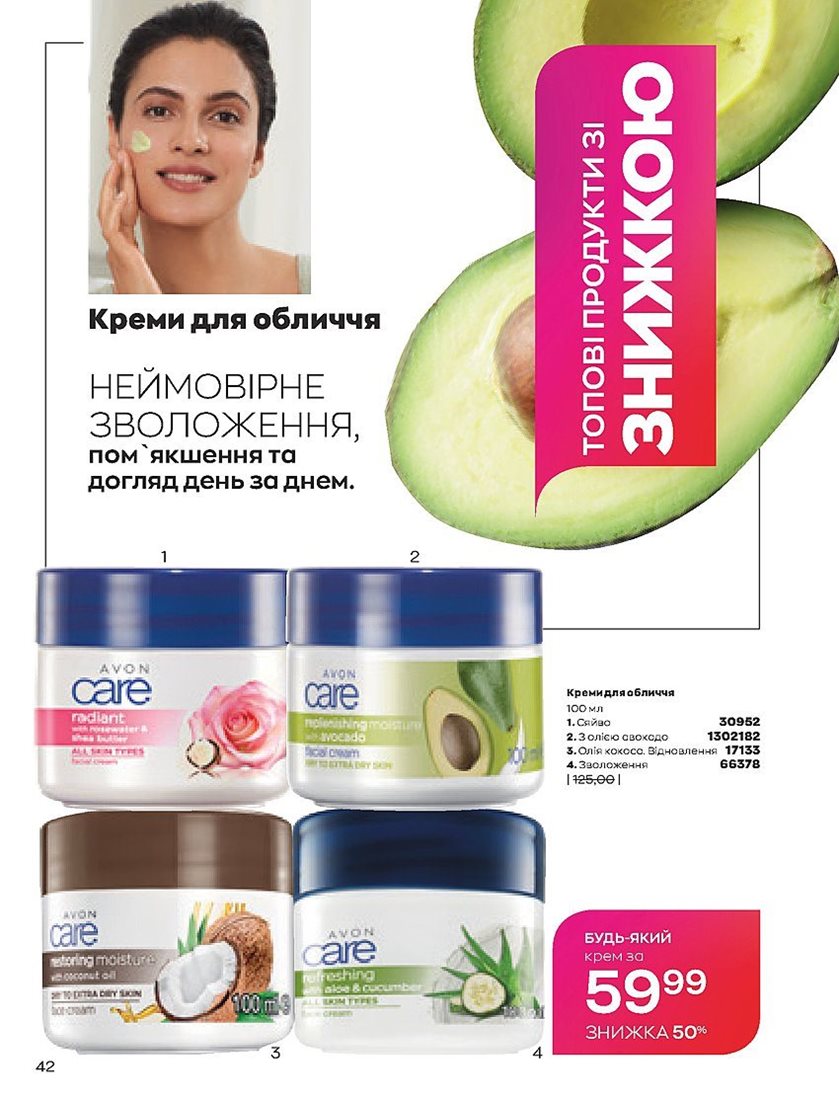 ТОПОВІ ПРОДУКТИ ЗІ
ЗНИЖКОЮ
Креми для обличчя
НЕЙМОВІРНЕ
ЗВОЛОЖЕННЯ,
пом`якшення та
догляд день за днем.
1
2
AVON
care
radiant
with rosewater &
shea butter
ALL SKIN TYPES
facial cream
AVON
care
replenishing moisture
with avocado
facial cream
DRY TO EXTRA DRY SKIN
100 ml
Креми для обличчя
100 мл
1. Сяйво 30952
2. З олією авокадо 1302182
3. Олія кокоса. Відновлення 17133
4. Зволоження 66378
| 125,00 |
AVON
care
restoring moisture
with coconut oil
DRY TO EXTRA DRY SKIN
face cream
100 ml
AVON
care
refreshing
with aloe & cucumber
ALL SKIN TYPES
face cream
БУДЬ-ЯКИЙ
крем за
59 99
ЗНИЖКА 50%
3
4
42